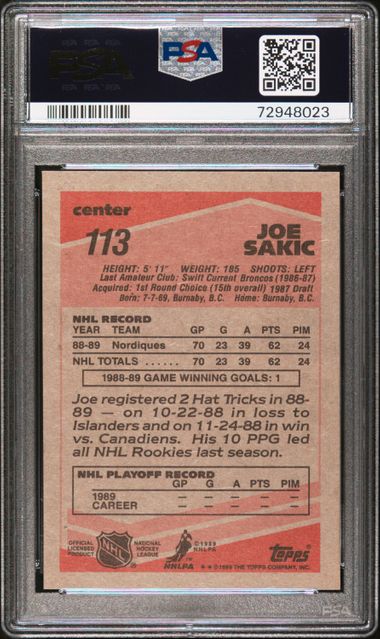 PSA
PSA
72948023
center
113
JOE
SAKIC
HEIGHT: 5' 11" WEIGHT: 185 SHOOTS: LEFT
Last Amateur Club: Swift Current Broncos (1986-87)
Acquired: 1st Round Choice (15th overall) 1987 Draft
Born: 7-7-69, Burnaby, B.C. Home: Burnaby, B.C.
NHL RECORD
YEAR TEAM GP G A PTS PIM
88-89 Nordiques 70 23 39 62 24
NHL TOTALS ...... 70 23 39 62 24
1988-89 GAME WINNING GOALS: 1
Joe registered 2 Hat Tricks in 88-
89 — on 10-22-88 in loss to
Islanders and on 11-24-88 in win
vs. Canadiens. His 10 PPG led
all NHL Rookies last season.
NHL PLAYOFF RECORD
GP G A PTS PIM
1989 — — — — —
CAREER — — — — —
OFFICIAL
LICENSED
PRODUCT
NHL
NATIONAL
HOCKEY
LEAGUE
© 1989
NHLPA
NHLPA
Topps
** © 1989 THE TOPPS COMPANY, INC.
PSA